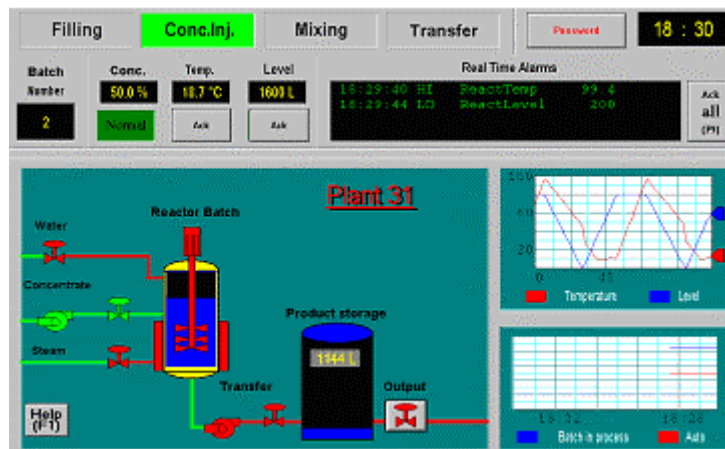 Filling Conc.Inj. Mixing Transfer Password 18 : 30
Batch Number 2
Conc. 50.0 % Normal
Temp. 18.7 °C Ack
Level 1600 L Ack
Real Time Alarms
18:29:40 HI ReactTemp 99.4
18:29:44 LO ReactLevel 200
Ack all (F9)
Plant 31
Reactor Batch
Water
Concentrate
Steam
Product storage
1144 L
Transfer
Output
Help (F1)
100
60
20
0
Temperature Level
18:22 18:26
Batch in process Auto